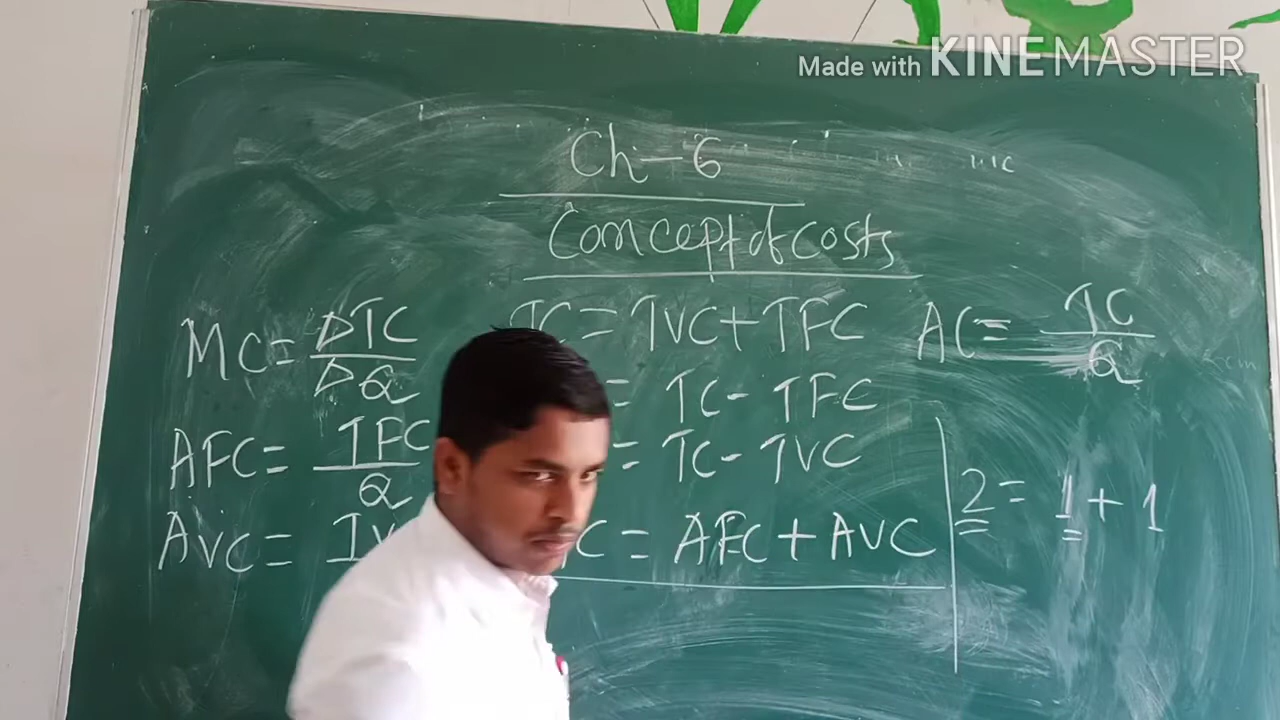 Made with KINEMASTER
Ch-6
Concept of costs
MC = ΔTC / ΔQ
TC = TVC + TFC
AC = TC / Q
= TC - TFC
AFC = TFC / Q
= TC - TVC
2 = 1 + 1
AVC =
C = AFC + AVC